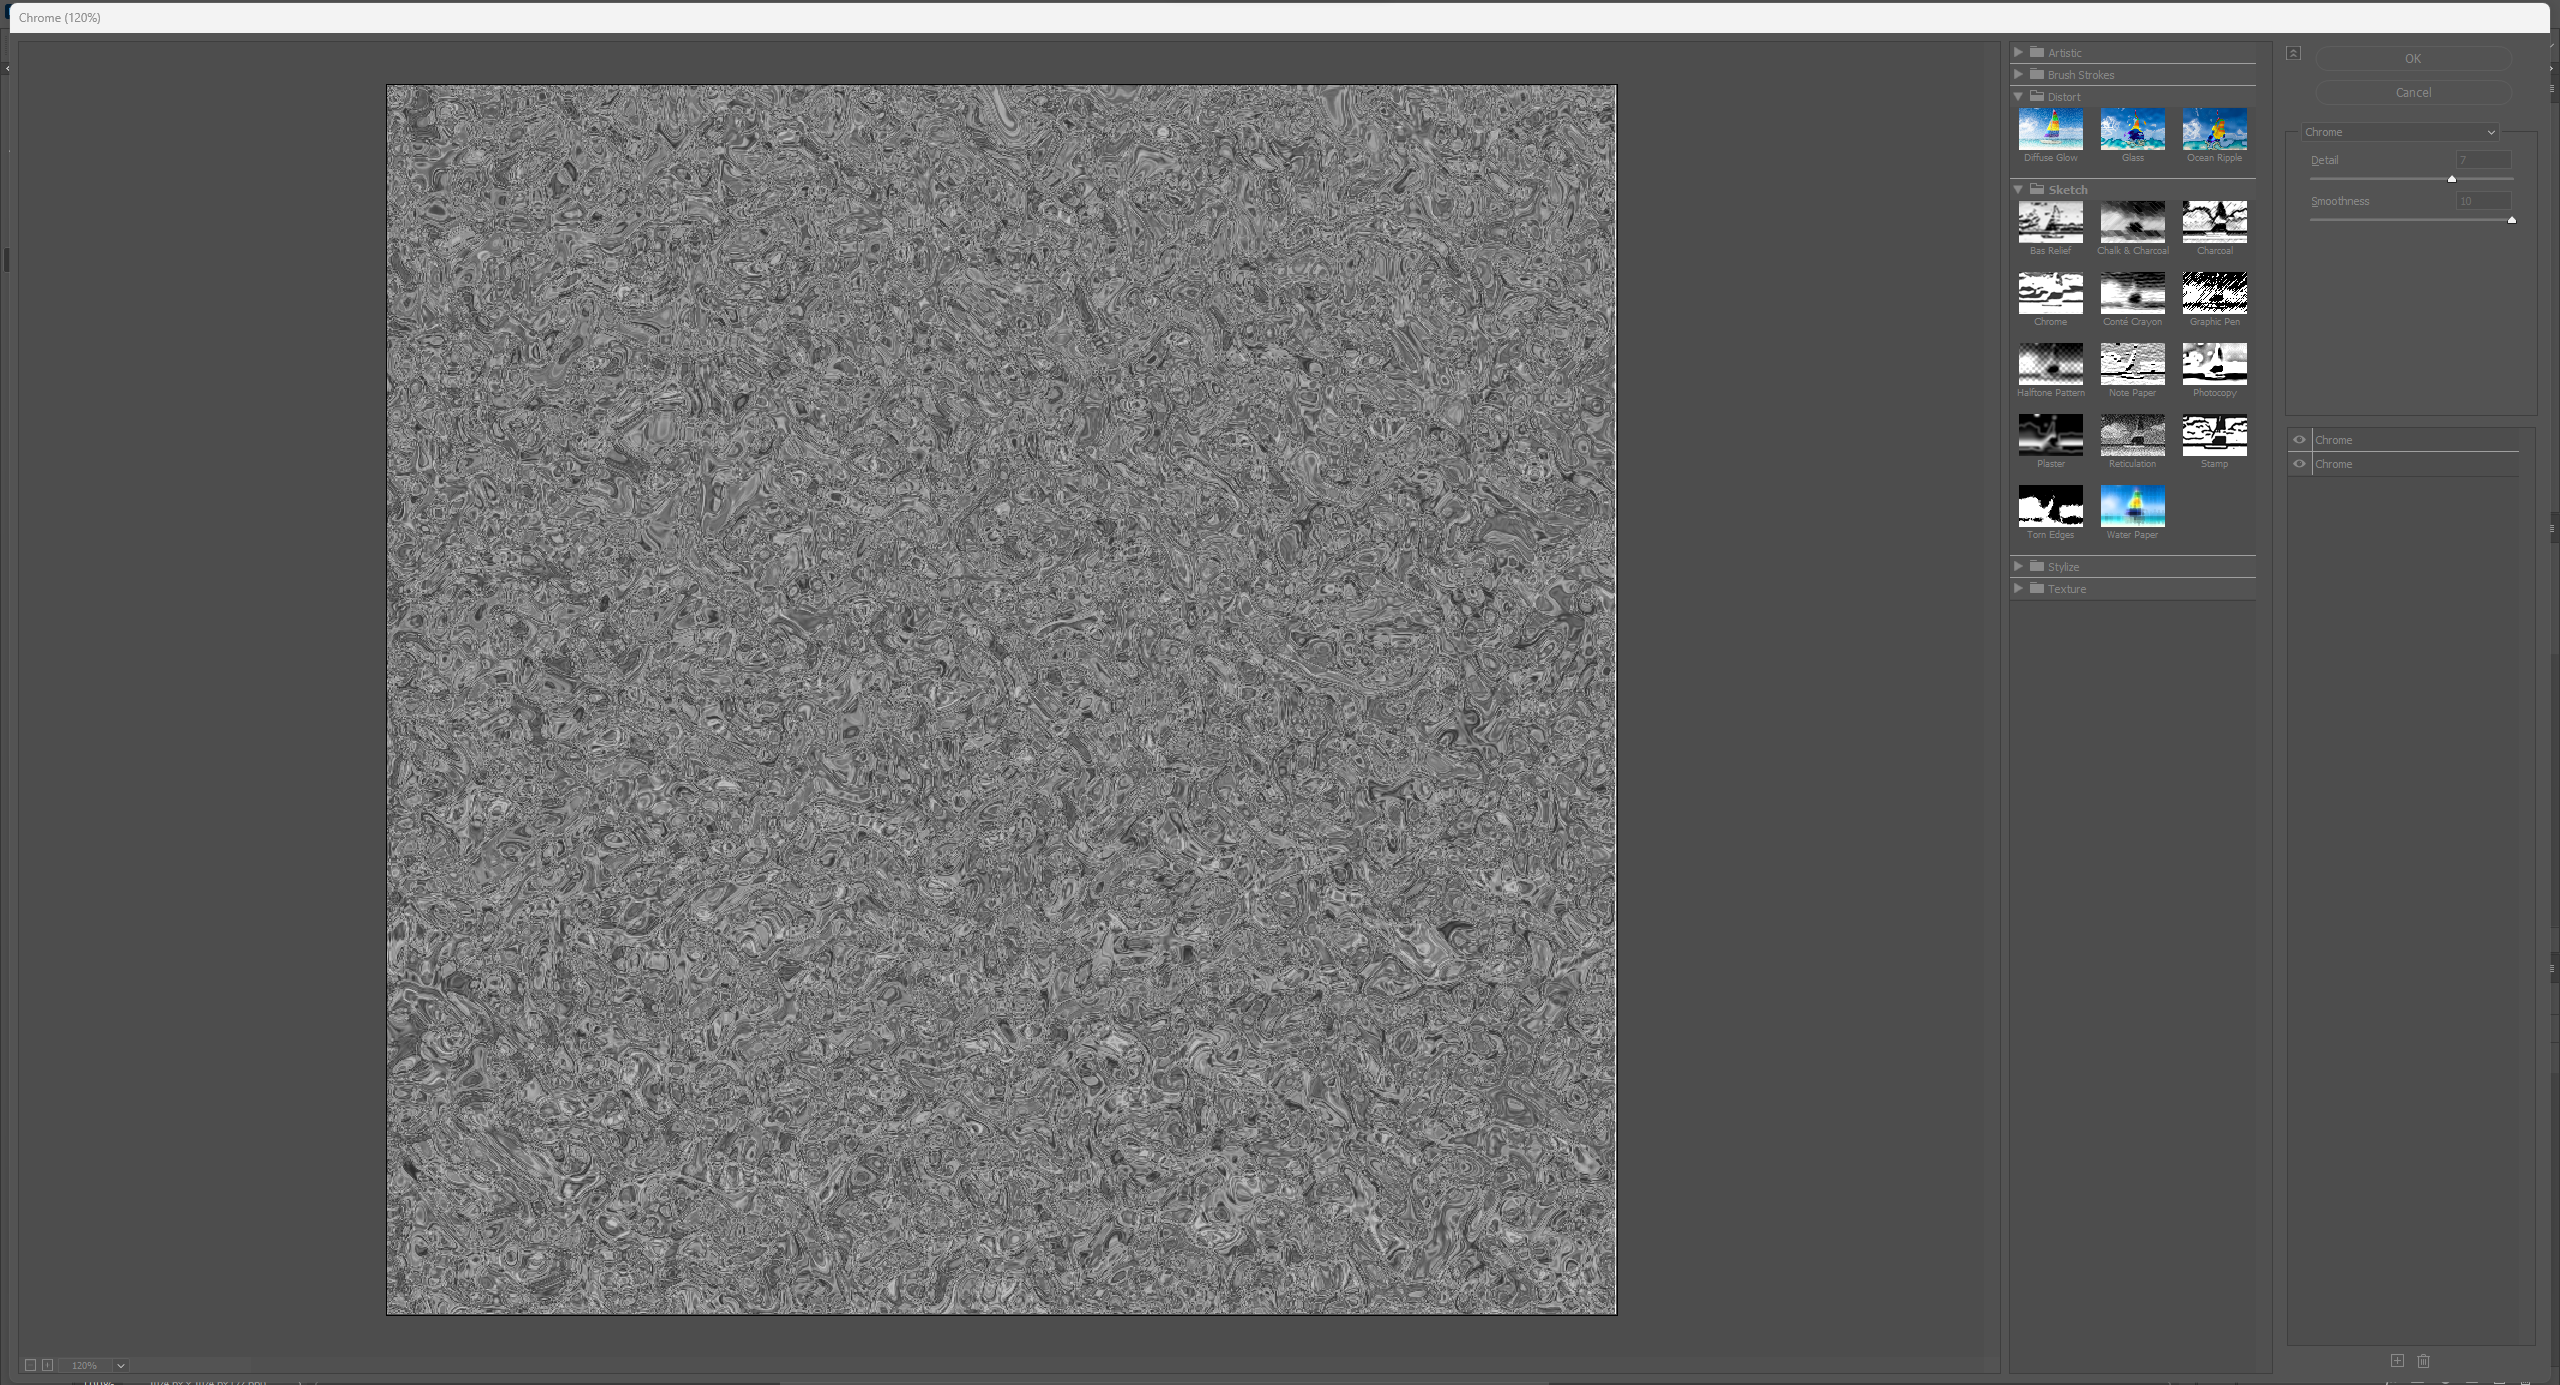 Chrome (120%)
Artistic
Brush Strokes
Distort
Diffuse Glow
Glass
Ocean Ripple
Sketch
Bas Relief
Chalk & Charcoal
Charcoal
Chrome
Conté Crayon
Graphic Pen
Halftone Pattern
Note Paper
Photocopy
Plaster
Reticulation
Stamp
Torn Edges
Water Paper
Stylize
Texture
OK
Cancel
Chrome
Detail 7
Smoothness 10
Chrome
Chrome
120%